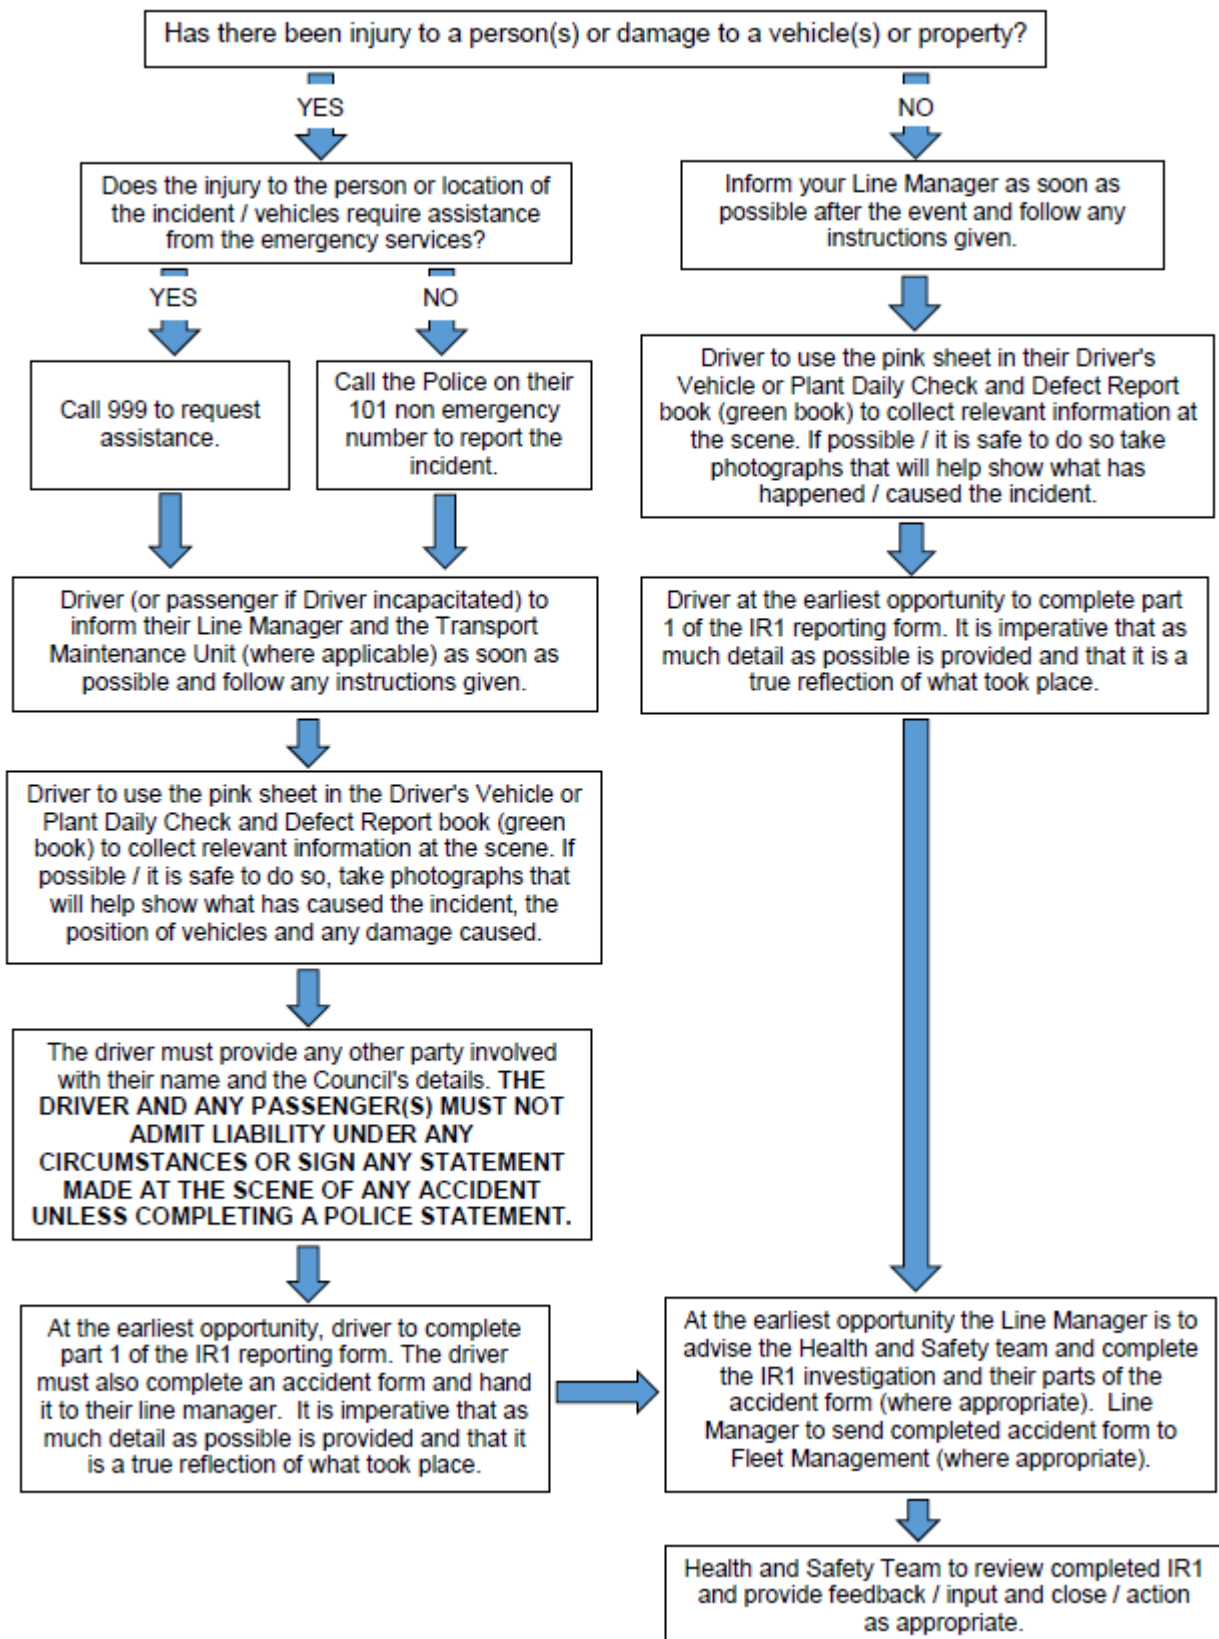 Has there been injury to a person(s) or damage to a vehicle(s) or property?
YES
NO
Does the injury to the person or location of
the incident / vehicles require assistance
from the emergency services?
Inform your Line Manager as soon as
possible after the event and follow any
instructions given.
YES
NO
Call 999 to request
assistance.
Call the Police on their
101 non emergency
number to report the
incident.
Driver to use the pink sheet in their Driver's
Vehicle or Plant Daily Check and Defect Report
book (green book) to collect relevant information at
the scene. If possible / it is safe to do so take
photographs that will help show what has
happened / caused the incident.
Driver (or passenger if Driver incapacitated) to
inform their Line Manager and the Transport
Maintenance Unit (where applicable) as soon as
possible and follow any instructions given.
Driver at the earliest opportunity to complete part
1 of the IR1 reporting form. It is imperative that as
much detail as possible is provided and that it is a
true reflection of what took place.
Driver to use the pink sheet in the Driver's Vehicle or
Plant Daily Check and Defect Report book (green
book) to collect relevant information at the scene. If
possible / it is safe to do so, take photographs that
will help show what has caused the incident, the
position of vehicles and any damage caused.
The driver must provide any other party involved
with their name and the Council's details. THE
DRIVER AND ANY PASSENGER(S) MUST NOT
ADMIT LIABILITY UNDER ANY
CIRCUMSTANCES OR SIGN ANY STATEMENT
MADE AT THE SCENE OF ANY ACCIDENT
UNLESS COMPLETING A POLICE STATEMENT.
At the earliest opportunity, driver to complete
part 1 of the IR1 reporting form. The driver
must also complete an accident form and hand
it to their line manager.  It is imperative that as
much detail as possible is provided and that it
is a true reflection of what took place.
At the earliest opportunity the Line Manager is to
advise the Health and Safety team and complete
the IR1 investigation and their parts of the
accident form (where appropriate).  Line
Manager to send completed accident form to
Fleet Management (where appropriate).
Health and Safety Team to review completed IR1
and provide feedback / input and close / action
as appropriate.